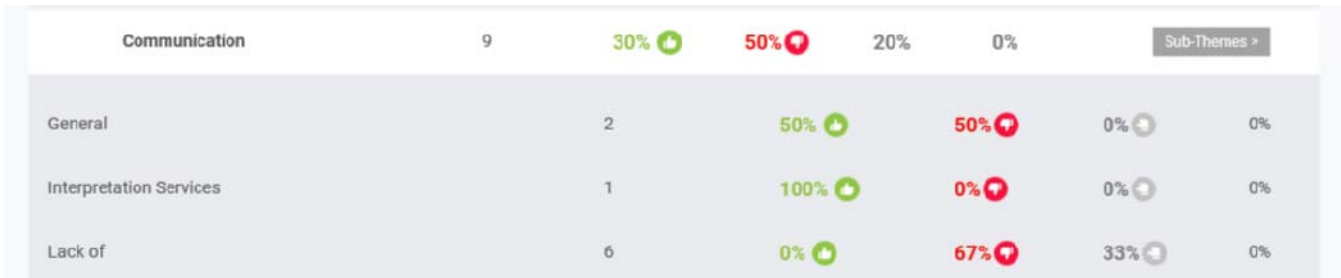 Communication 9 30% 50% 20% 0% Sub-Themes >
General 2 50% 50% 0% 0%
Interpretation Services 1 100% 0% 0% 0%
Lack of 6 0% 67% 33% 0%